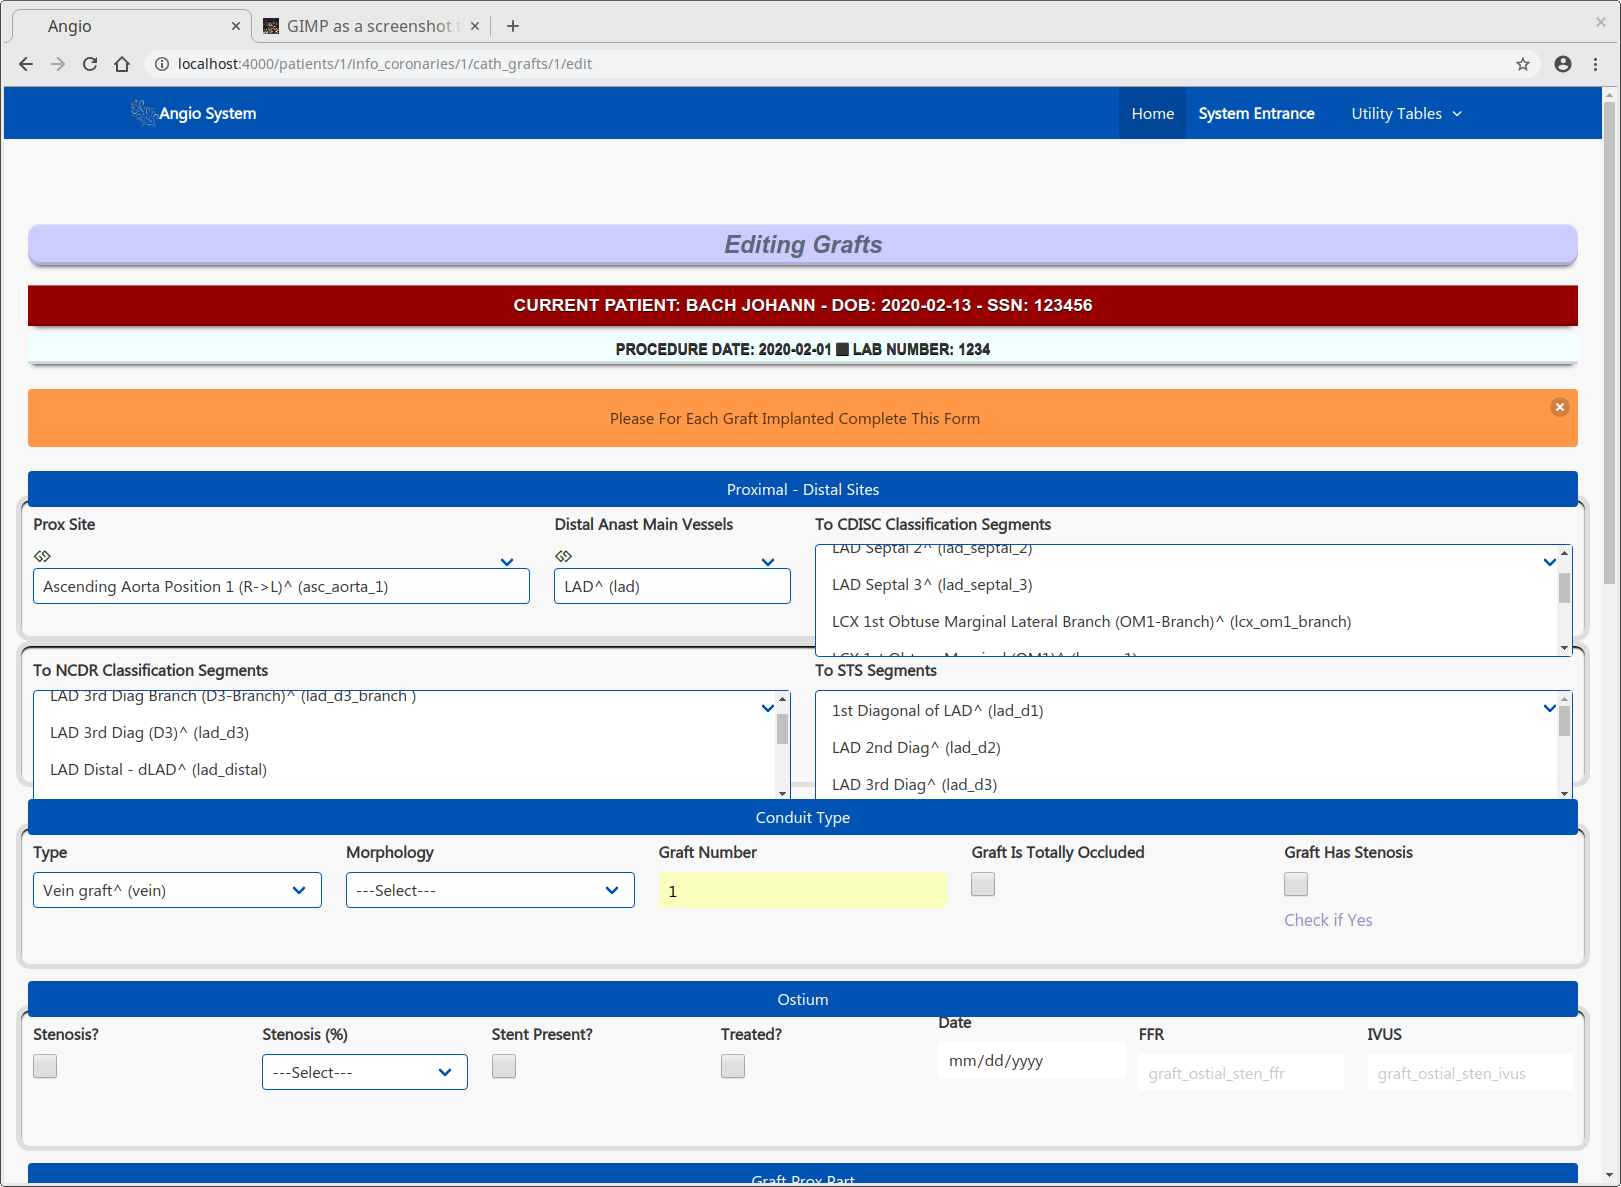 Angio
GIMP as a screenshot t
localhost:4000/patients/1/info_coronaries/1/cath_grafts/1/edit
Angio System
Home
System Entrance
Utility Tables
Editing Grafts
CURRENT PATIENT: BACH JOHANN - DOB: 2020-02-13 - SSN: 123456
PROCEDURE DATE: 2020-02-01 LAB NUMBER: 1234
Please For Each Graft Implanted Complete This Form
Proximal - Distal Sites
Prox Site
Ascending Aorta Position 1 (R->L)^ (asc_aorta_1)
Distal Anast Main Vessels
LAD^ (lad)
To CDISC Classification Segments
LAD Septal 2^ (lad_septal_2)
LAD Septal 3^ (lad_septal_3)
LCX 1st Obtuse Marginal Lateral Branch (OM1-Branch)^ (lcx_om1_branch)
To NCDR Classification Segments
LAD 3rd Diag Branch (D3-Branch)^ (lad_d3_branch )
LAD 3rd Diag (D3)^ (lad_d3)
LAD Distal - dLAD^ (lad_distal)
To STS Segments
1st Diagonal of LAD^ (lad_d1)
LAD 2nd Diag^ (lad_d2)
LAD 3rd Diag^ (lad_d3)
Conduit Type
Type
Vein graft^ (vein)
Morphology
---Select---
Graft Number
1
Graft Is Totally Occluded
Graft Has Stenosis
Check if Yes
Ostium
Stenosis?
Stenosis (%)
---Select---
Stent Present?
Treated?
Date
mm/dd/yyyy
FFR
graft_ostial_sten_ffr
IVUS
graft_ostial_sten_ivus
Graft Prox Part